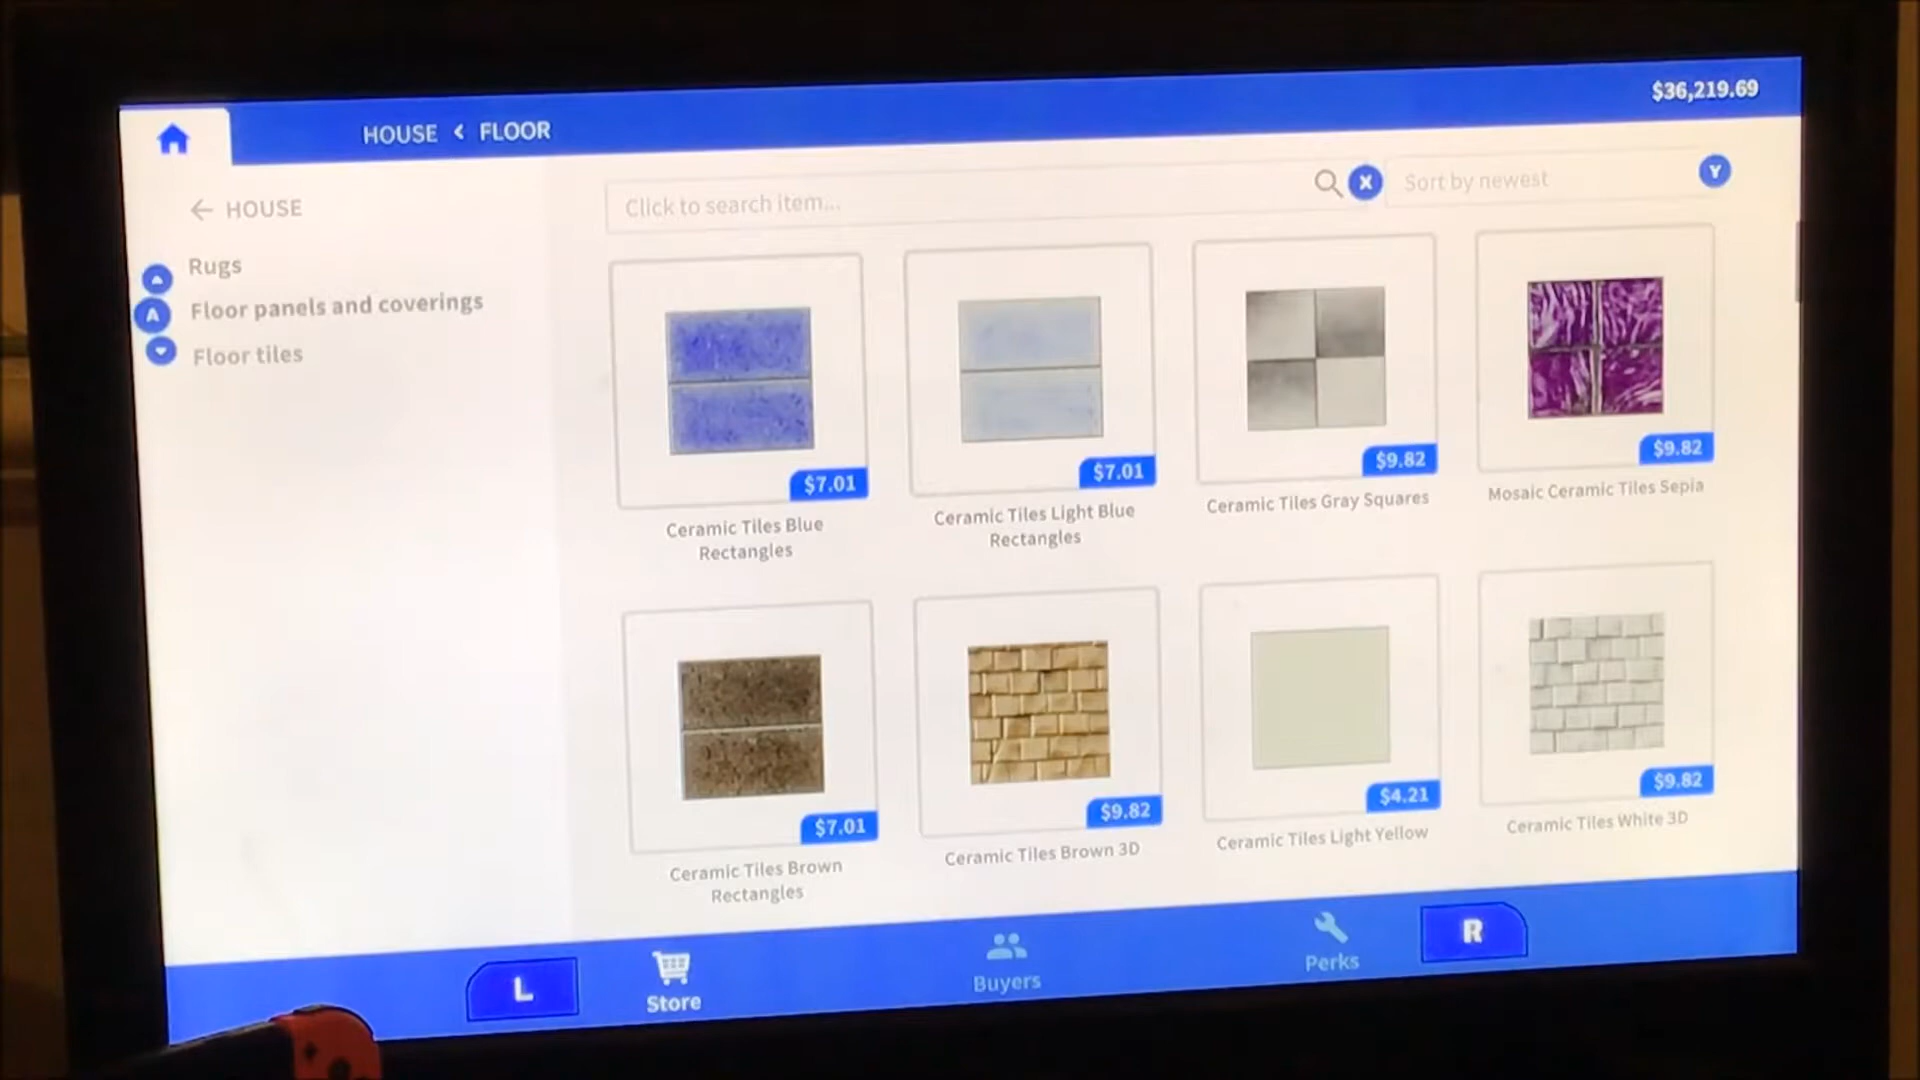 $36,219.69
HOUSE < FLOOR
HOUSE
Click to search item...
X
Sort by newest
Y
Rugs
A
Floor panels and coverings
Floor tiles
$7.01
$7.01
$9.82
$9.82
Ceramic Tiles Blue
Rectangles
Ceramic Tiles Light Blue
Rectangles
Ceramic Tiles Gray Squares
Mosaic Ceramic Tiles Sepia
$7.01
$9.82
$4.21
$9.82
Ceramic Tiles Brown
Rectangles
Ceramic Tiles Brown 3D
Ceramic Tiles Light Yellow
Ceramic Tiles White 3D
L
Store
Buyers
Perks
R